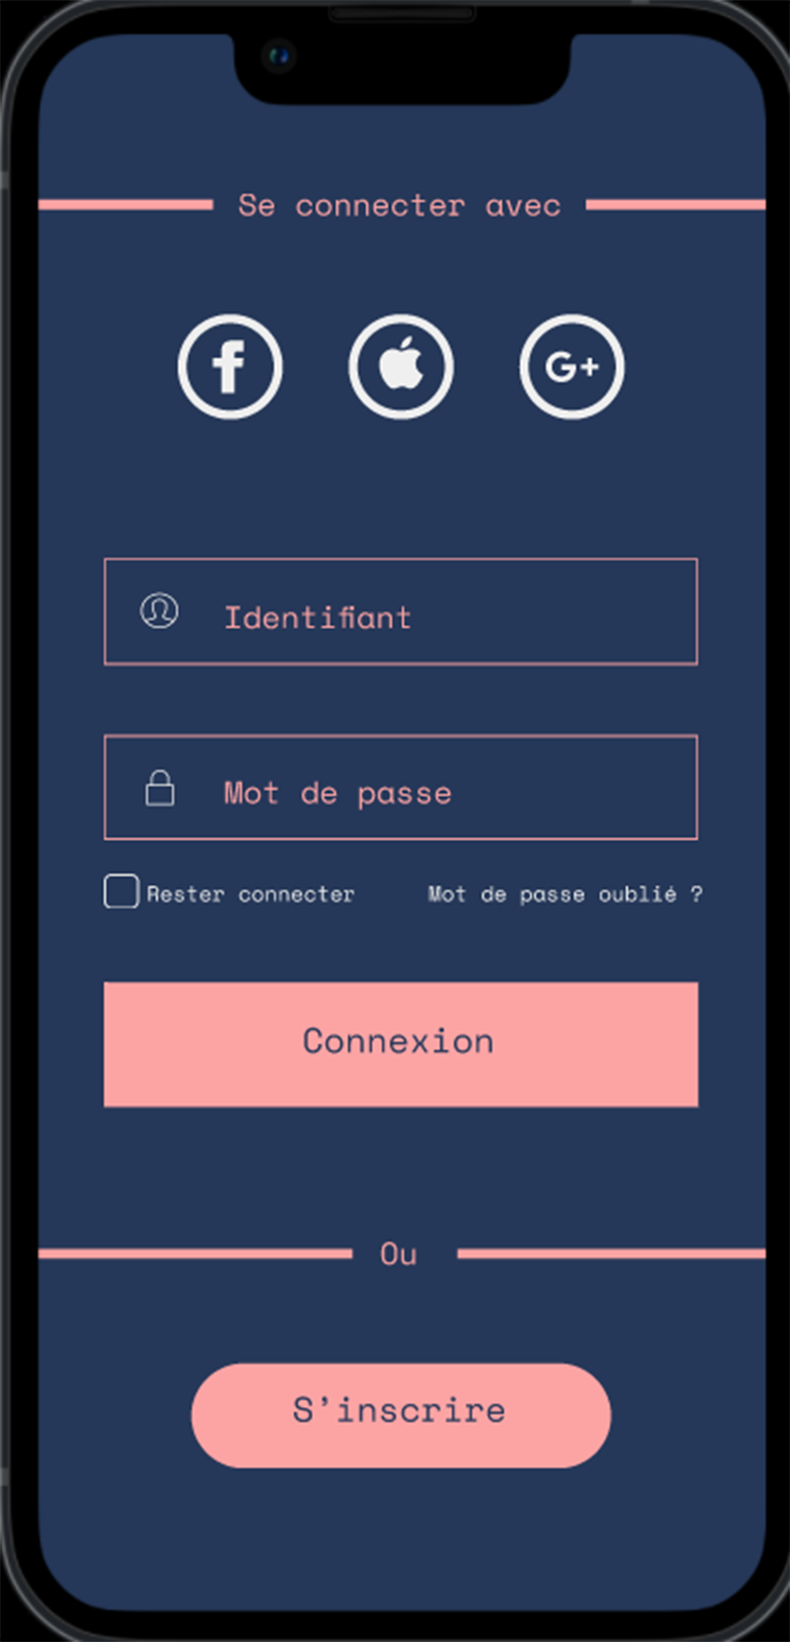 Se connecter avec
f G+
Identifiant
Mot de passe
Rester connecter Mot de passe oublié ?
Connexion
Ou
S'inscrire